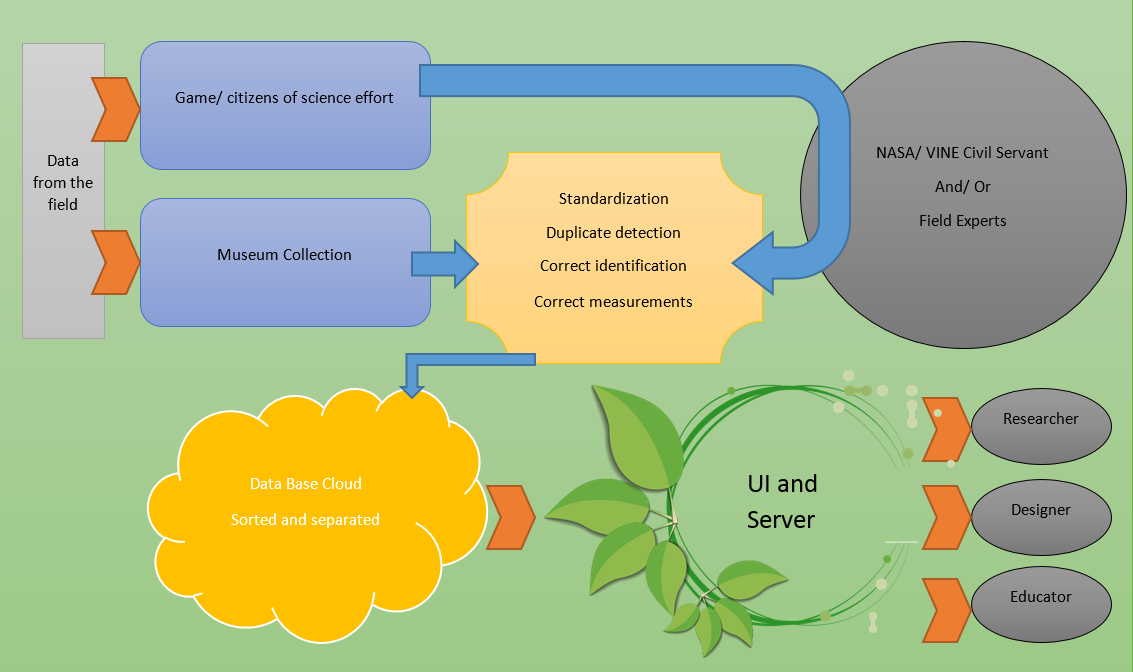 Data
from the
field
Game/ citizens of science effort
Museum Collection
Standardization
Duplicate detection
Correct identification
Correct measurements
NASA/ VINE Civil Servant
And/ Or
Field Experts
Data Base Cloud
Sorted and separated
UI and
Server
Researcher
Designer
Educator